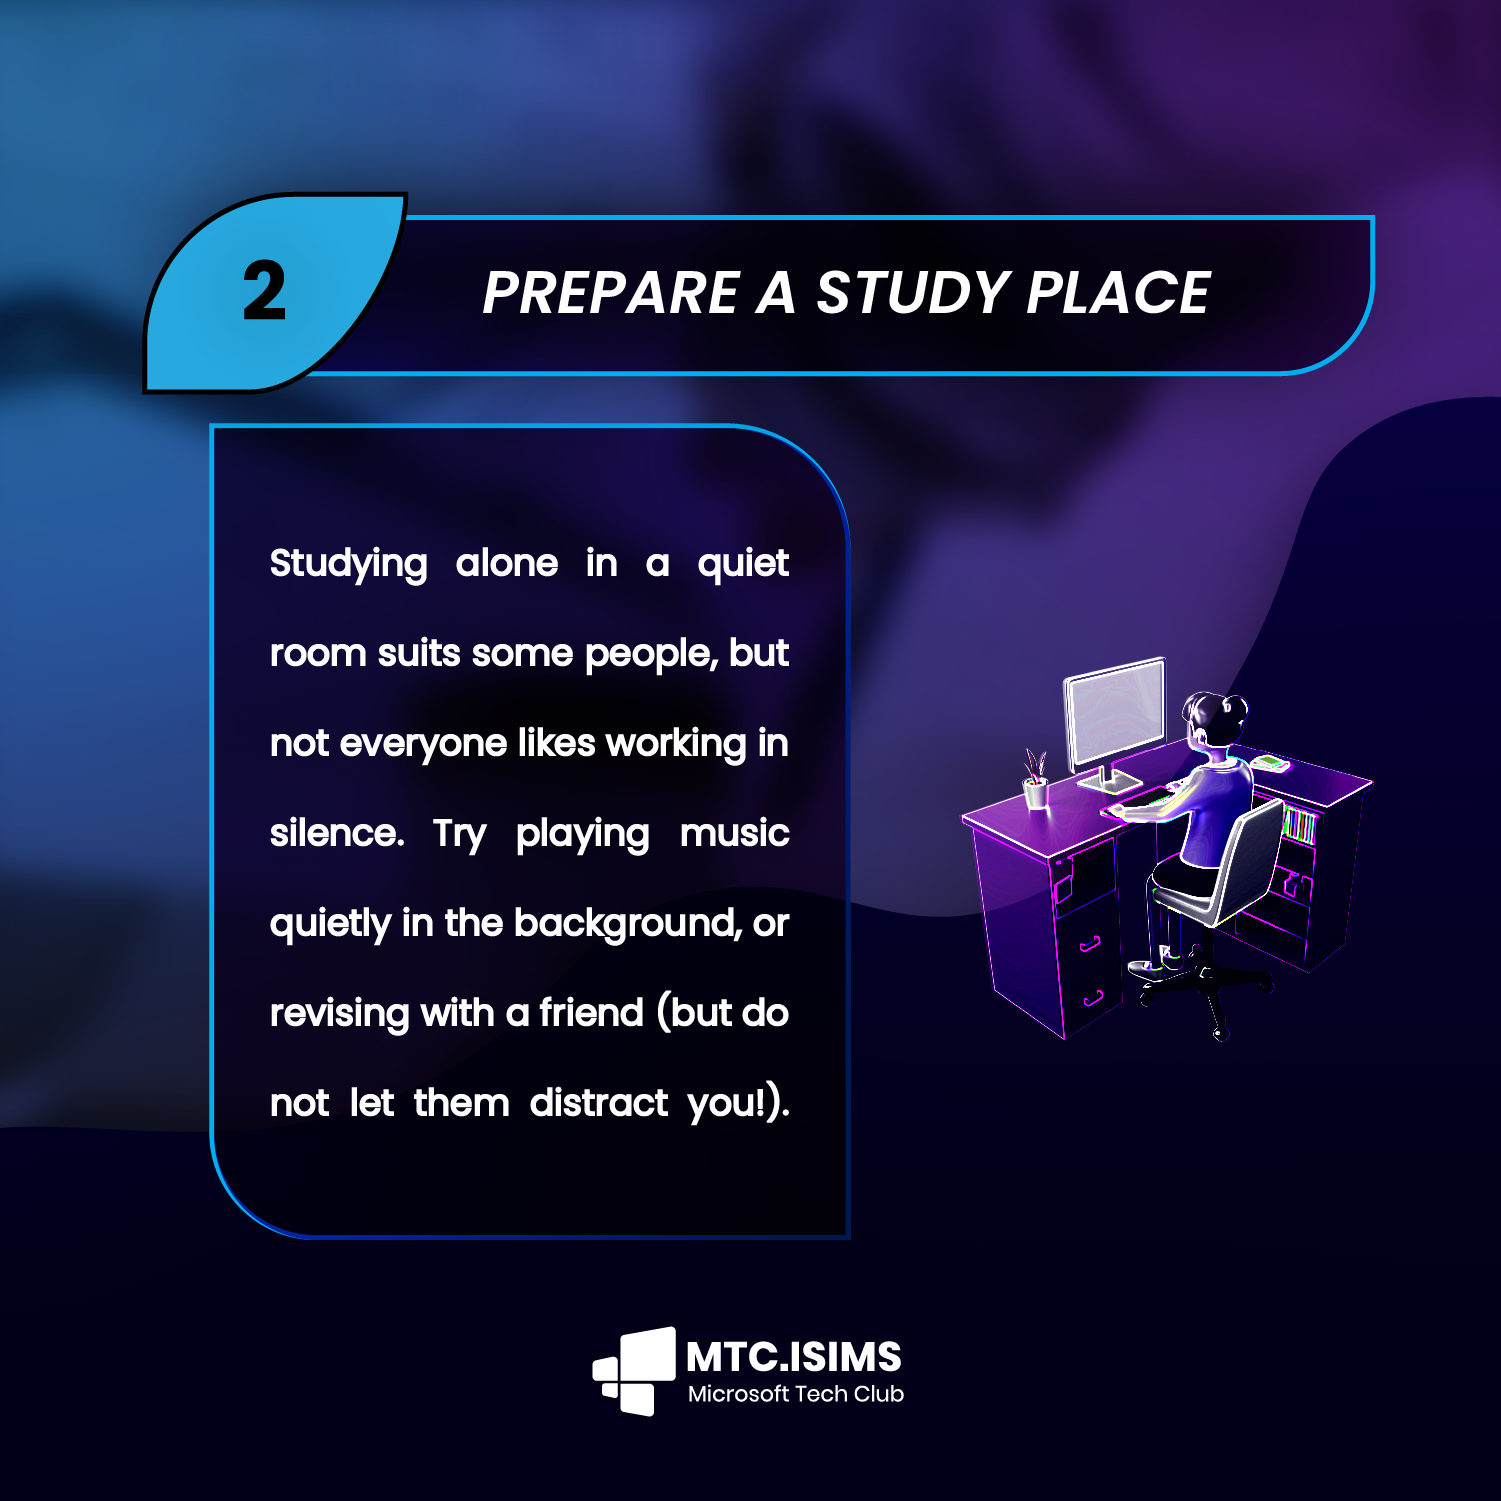 2
PREPARE A STUDY PLACE
Studying alone in a quiet
room suits some people, but
not everyone likes working in
silence. Try playing music
quietly in the background, or
revising with a friend (but do
not let them distract you!).
MTC.ISIMS
Microsoft Tech Club